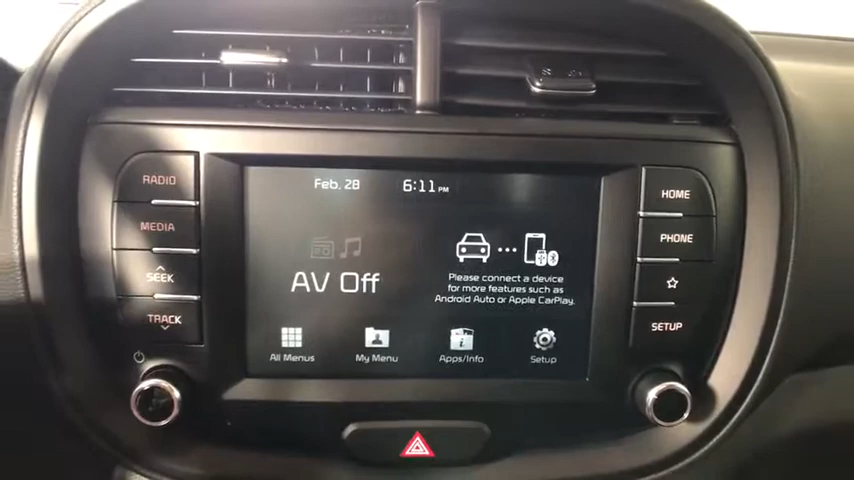 RADIO
MEDIA
SEEK
TRACK
Feb. 28
6:11 PM
AV Off
Please connect a device
for more features such as
Android Auto or Apple CarPlay.
All Menus
My Menu
Apps/Info
Setup
HOME
PHONE
SETUP